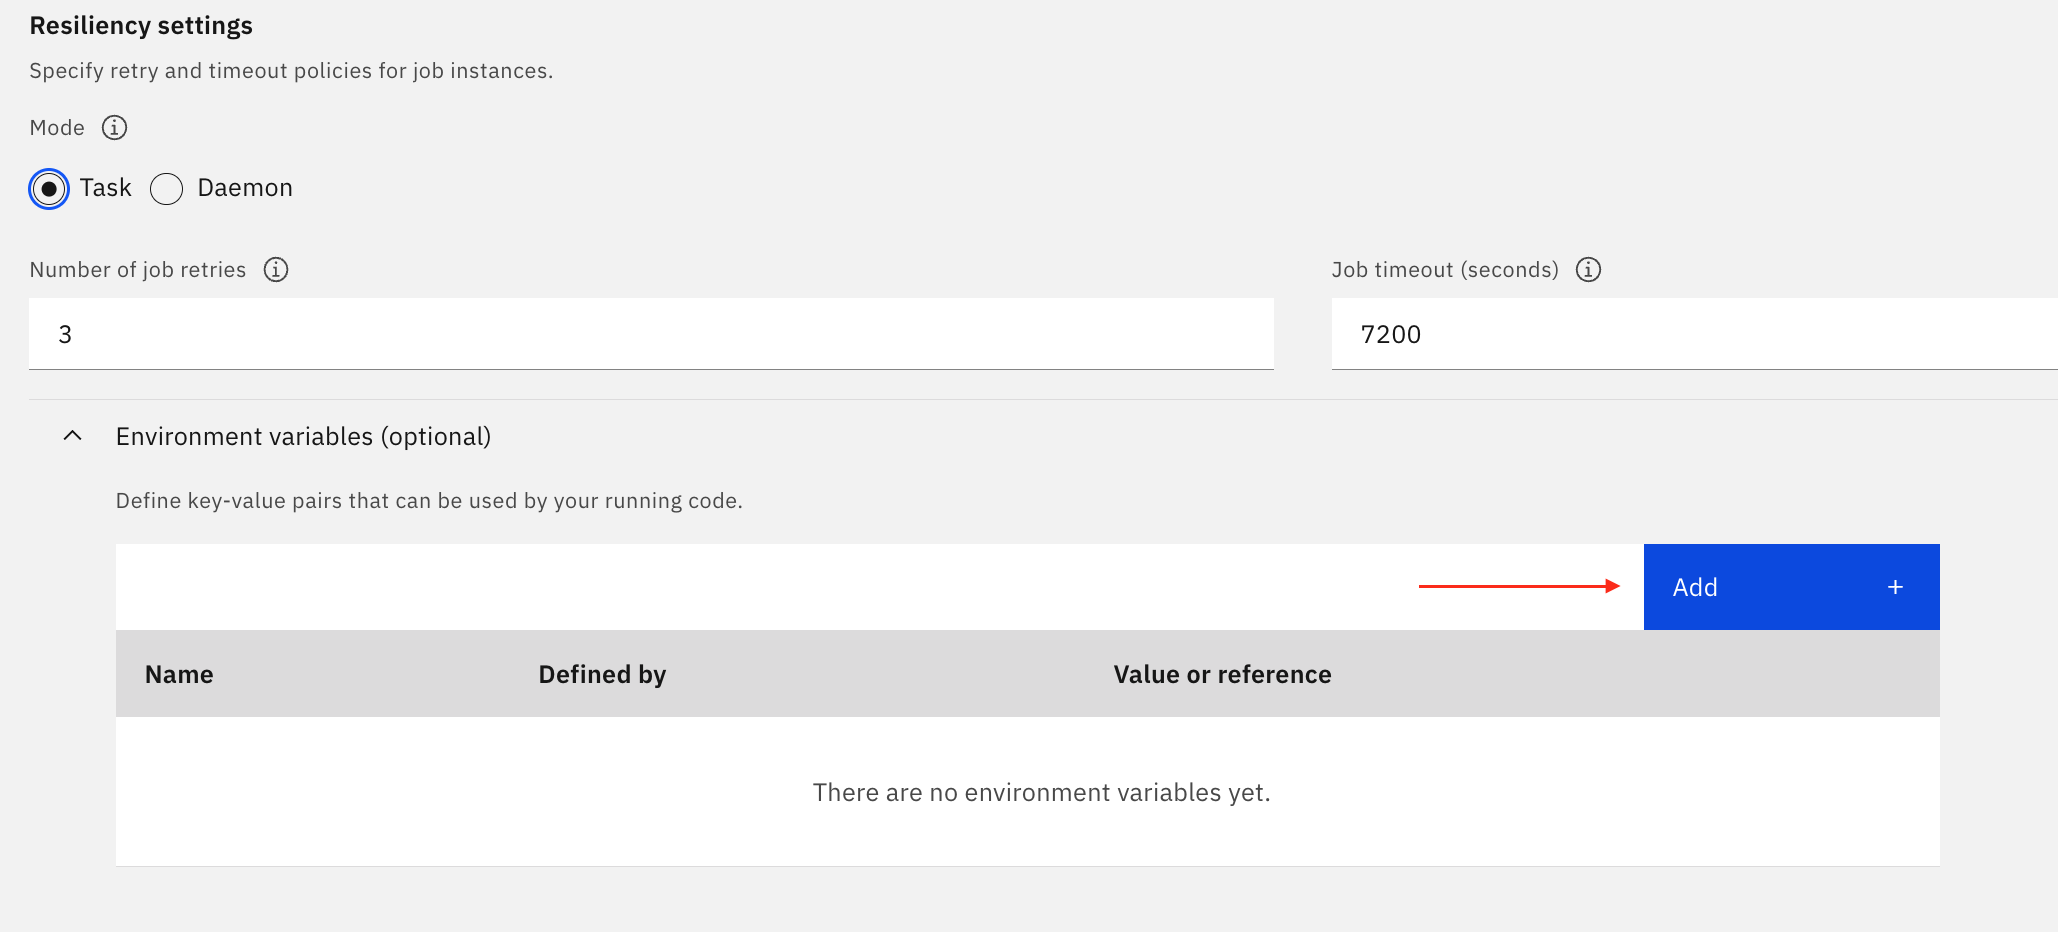 Resiliency settings
Specify retry and timeout policies for job instances.
Mode
Task Daemon
Number of job retries Job timeout (seconds)
3 7200
Environment variables (optional)
Define key-value pairs that can be used by your running code.
Add +
Name Defined by Value or reference
There are no environment variables yet.